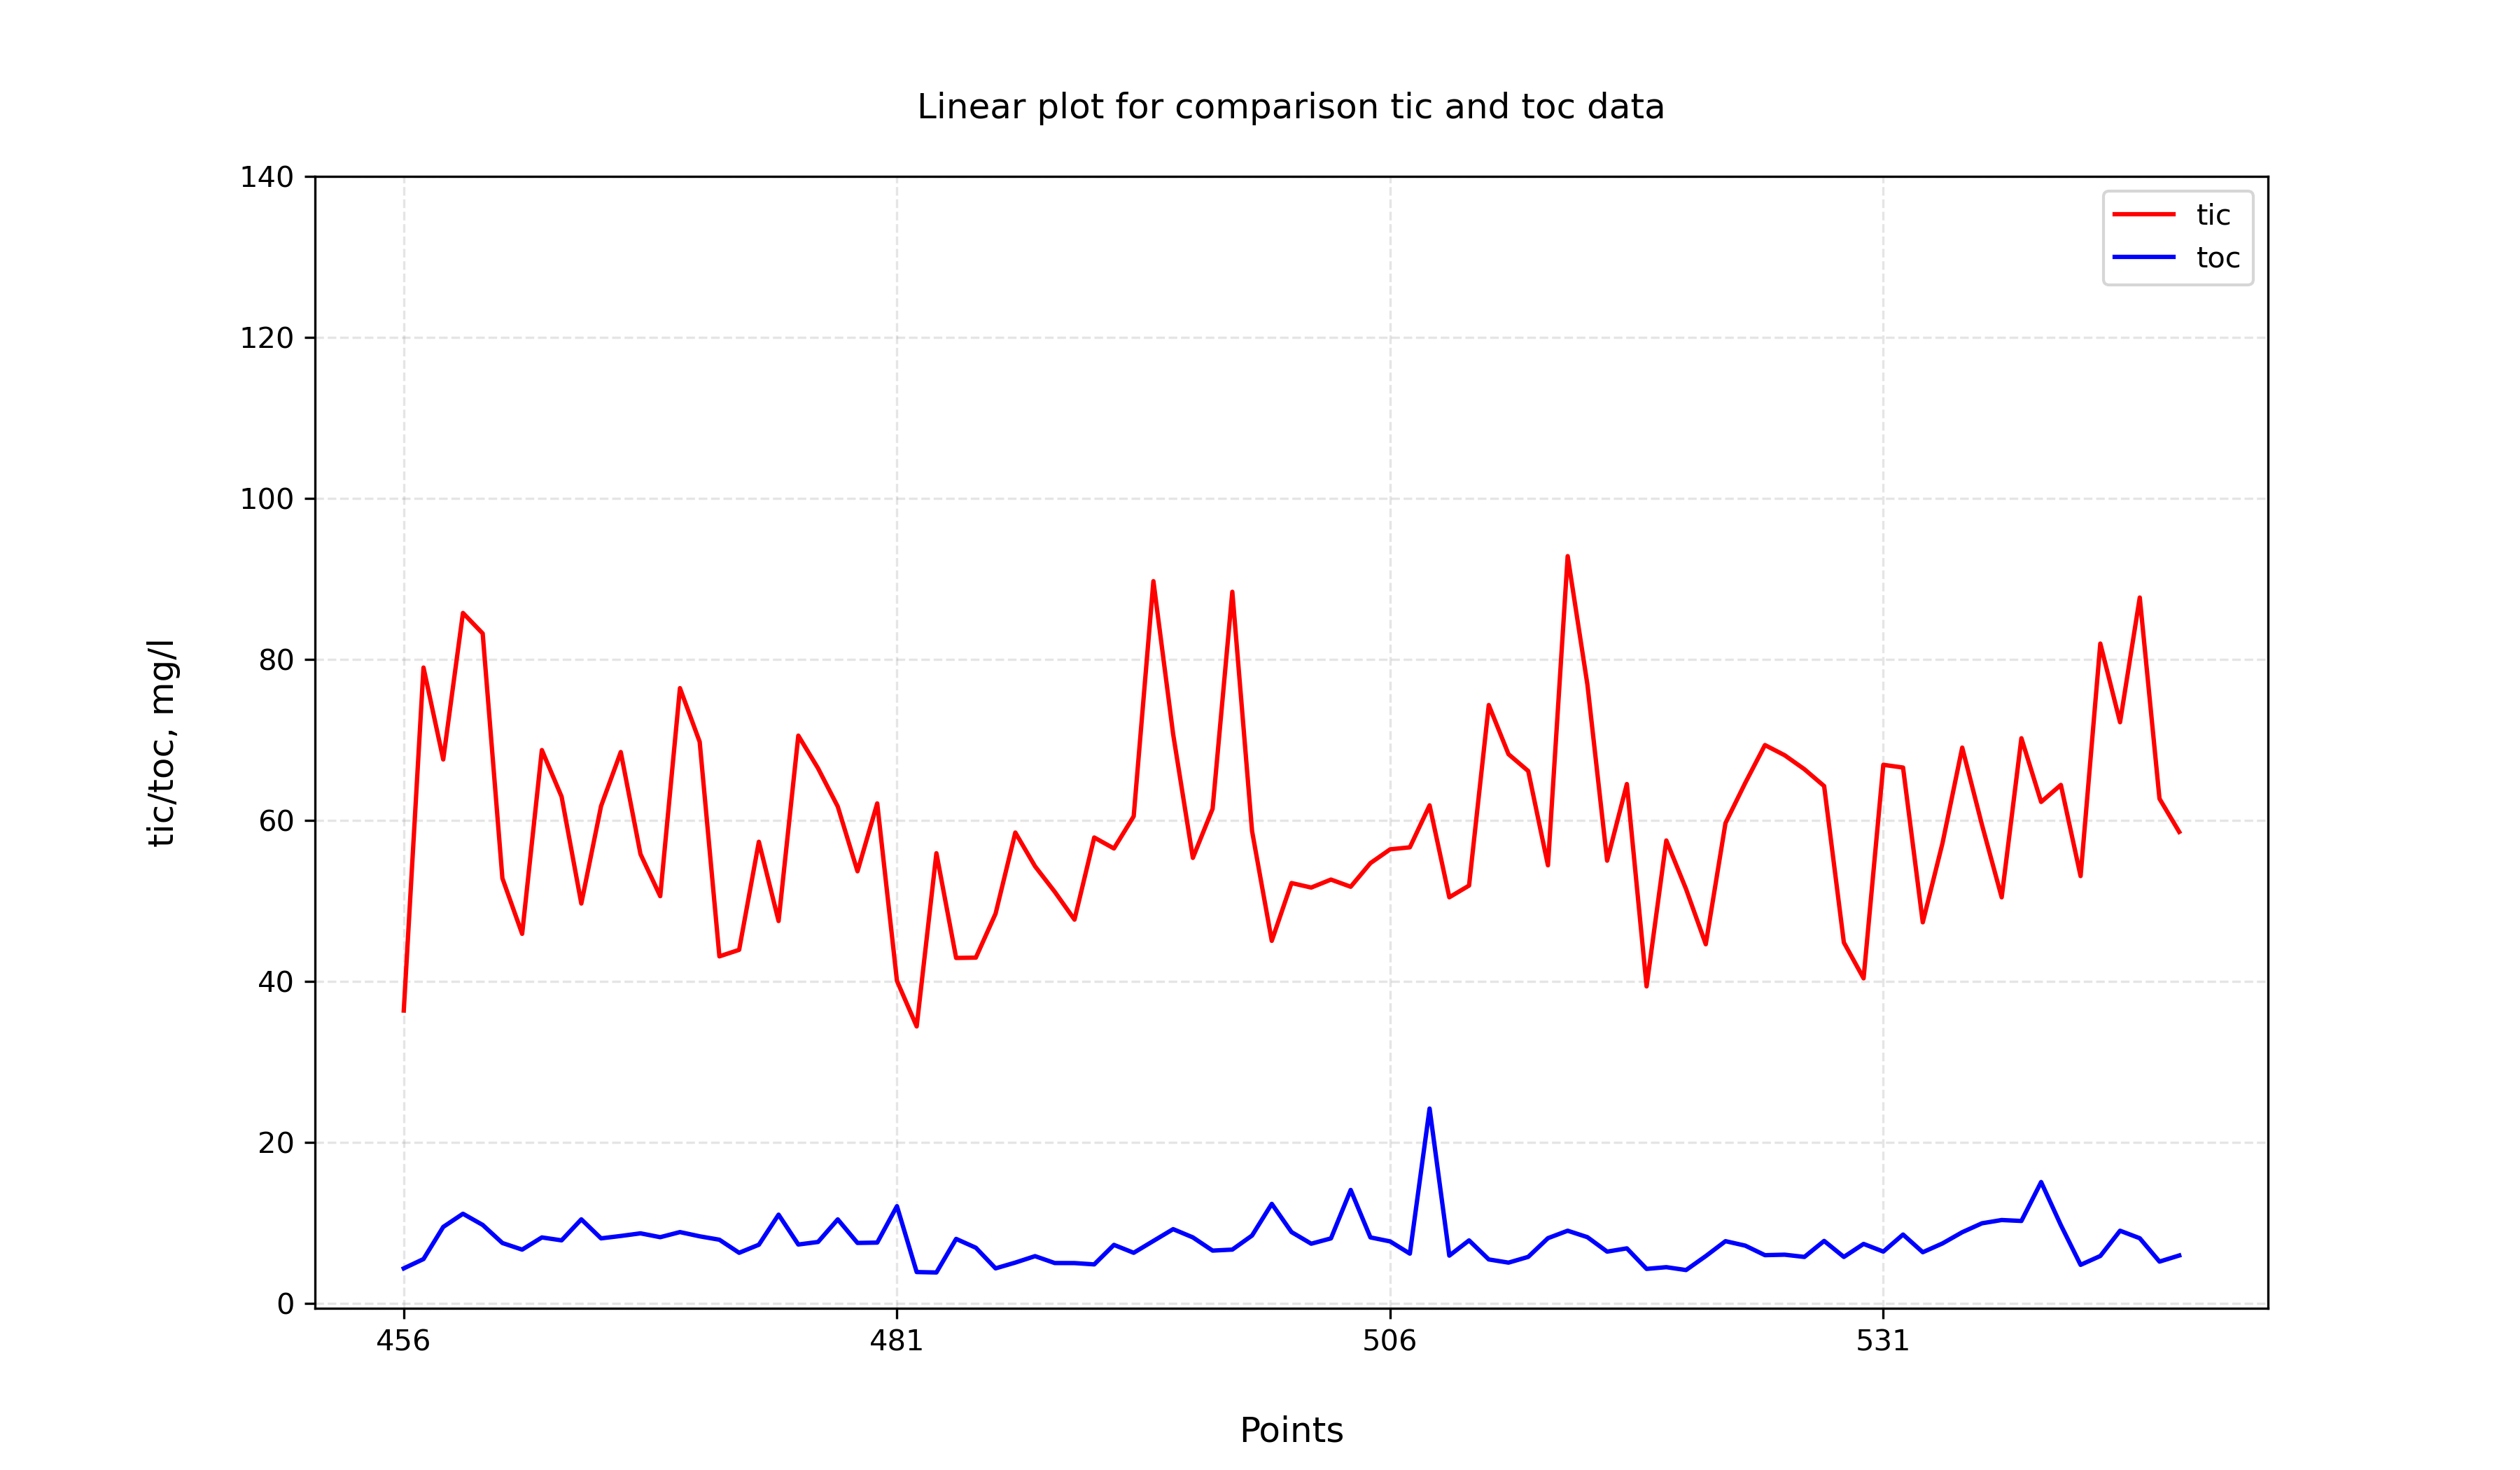 Linear plot for comparison tic and toc data
140
120
100
80
60
40
20
0
tic/toc, mg/l
tic
toc
456 481 506 531
Points